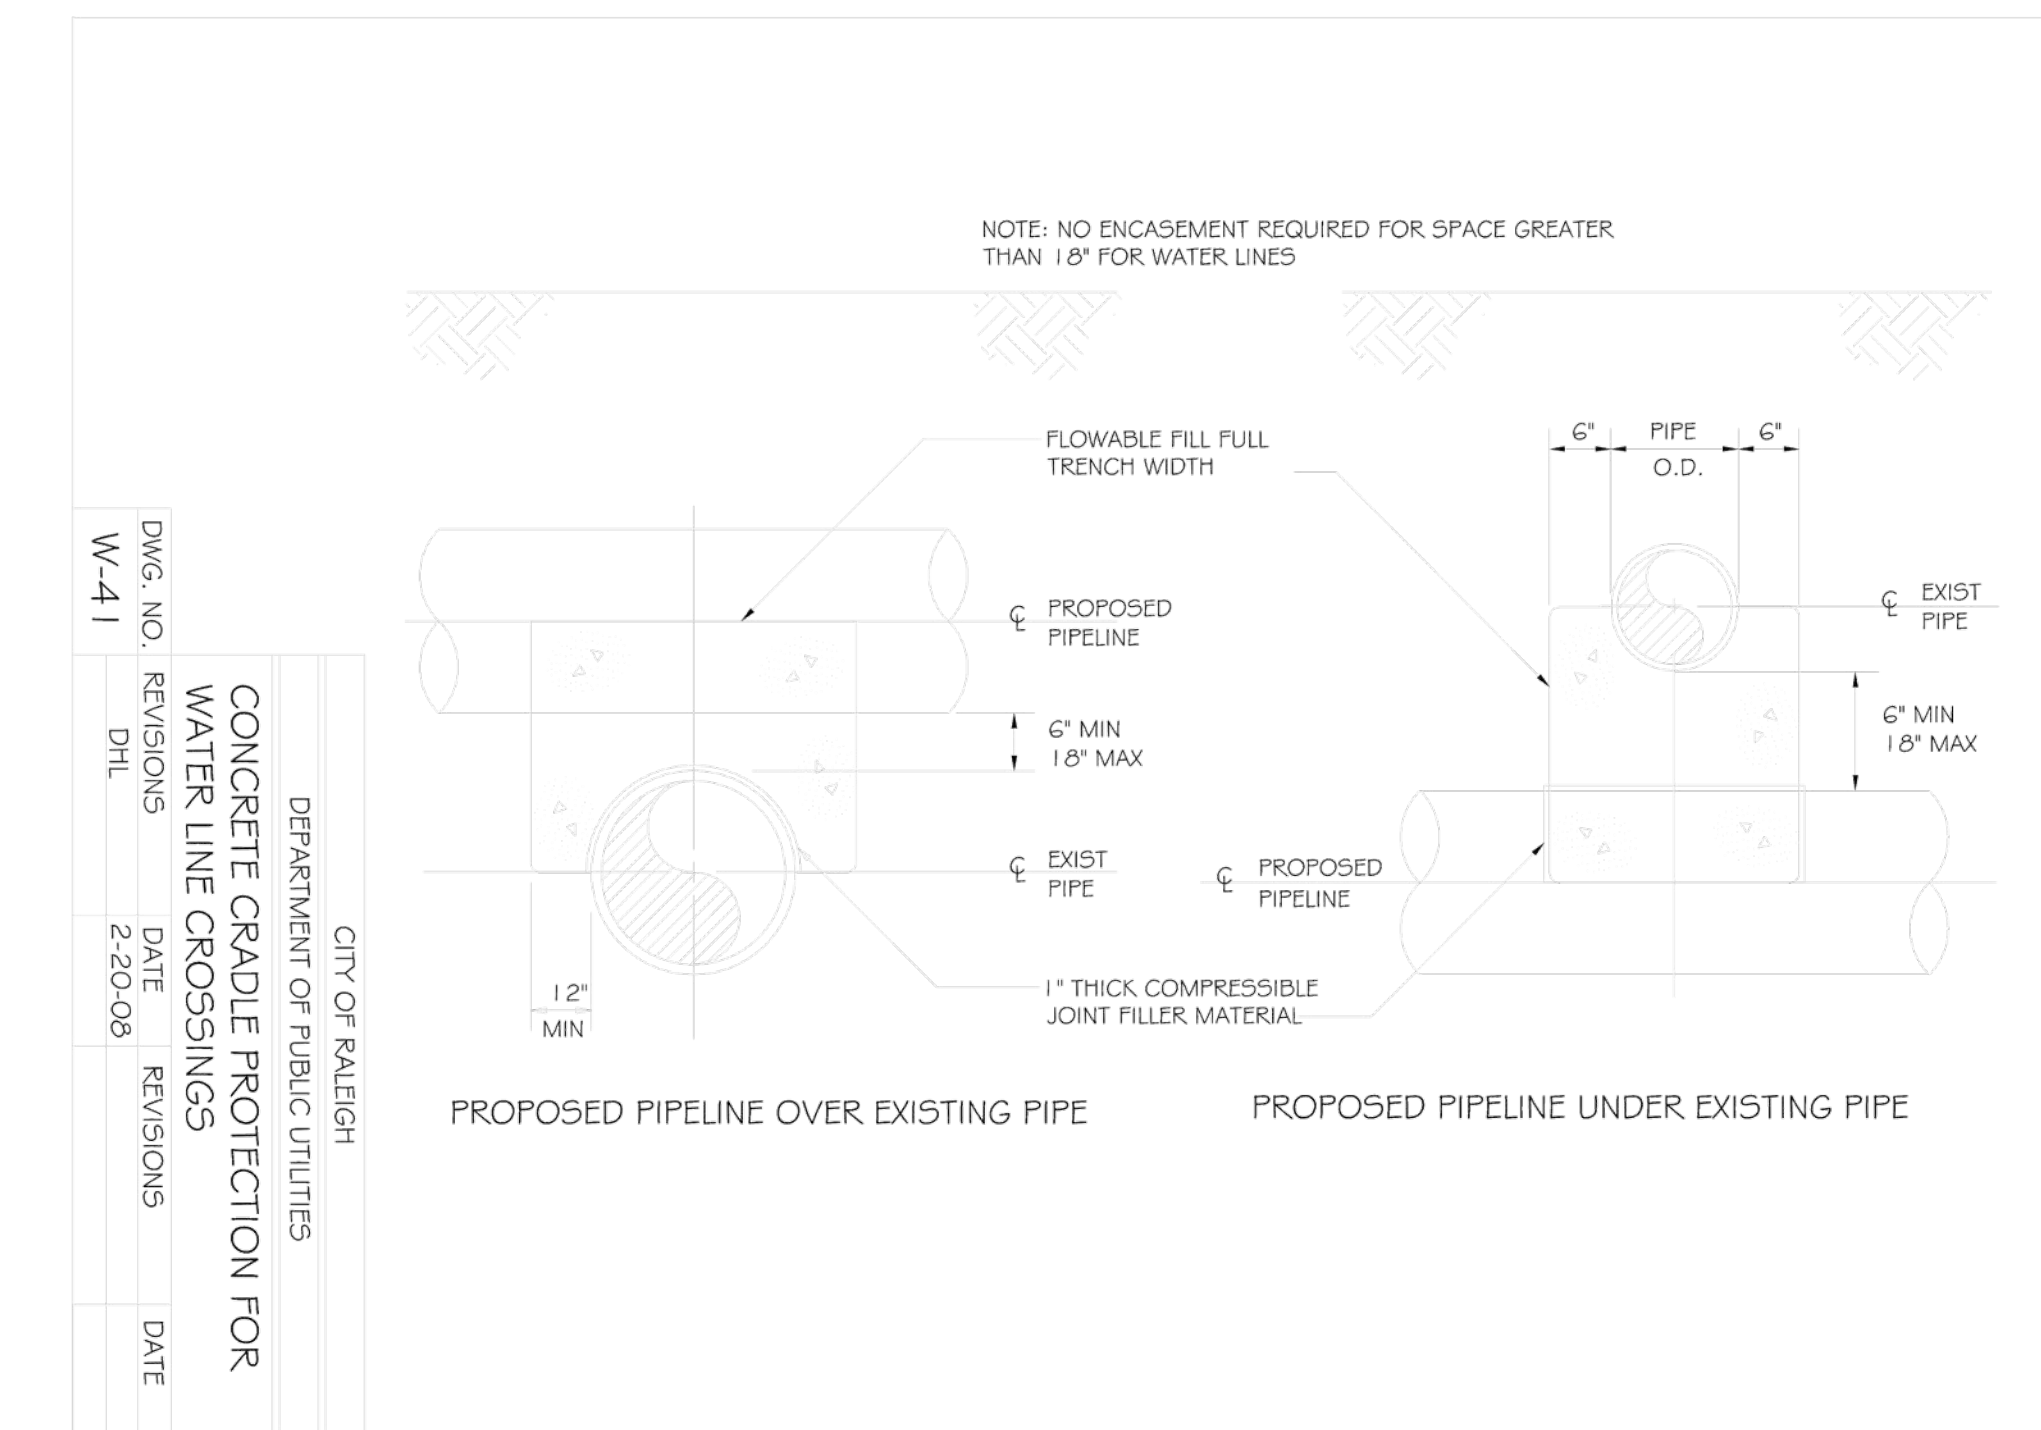 NOTE: NO ENCASEMENT REQUIRED FOR SPACE GREATER
THAN 18" FOR WATER LINES
FLOWABLE FILL FULL
TRENCH WIDTH
6"
PIPE
O.D.
6"
℄ PROPOSED
PIPELINE
6" MIN
18" MAX
℄ EXIST
PIPE
12"
MIN
1" THICK COMPRESSIBLE
JOINT FILLER MATERIAL
℄ EXIST
PIPE
6" MIN
18" MAX
℄ PROPOSED
PIPELINE
PROPOSED PIPELINE OVER EXISTING PIPE
PROPOSED PIPELINE UNDER EXISTING PIPE
CITY OF RALEIGH
DEPARTMENT OF PUBLIC UTILITIES
CONCRETE CRADLE PROTECTION FOR
WATER LINE CROSSINGS
DWG. NO. REVISIONS DATE REVISIONS DATE
W-41 DHL 2-20-08